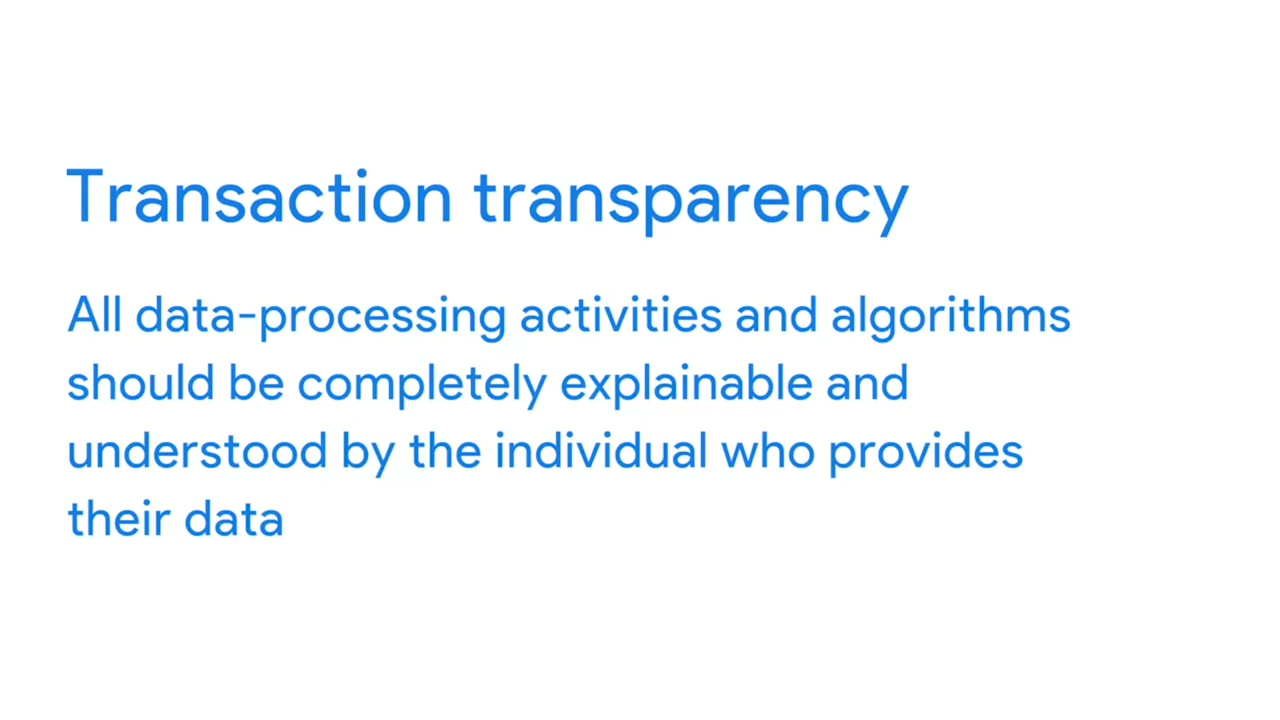 Transaction transparency
All data-processing activities and algorithms
should be completely explainable and
understood by the individual who provides
their data